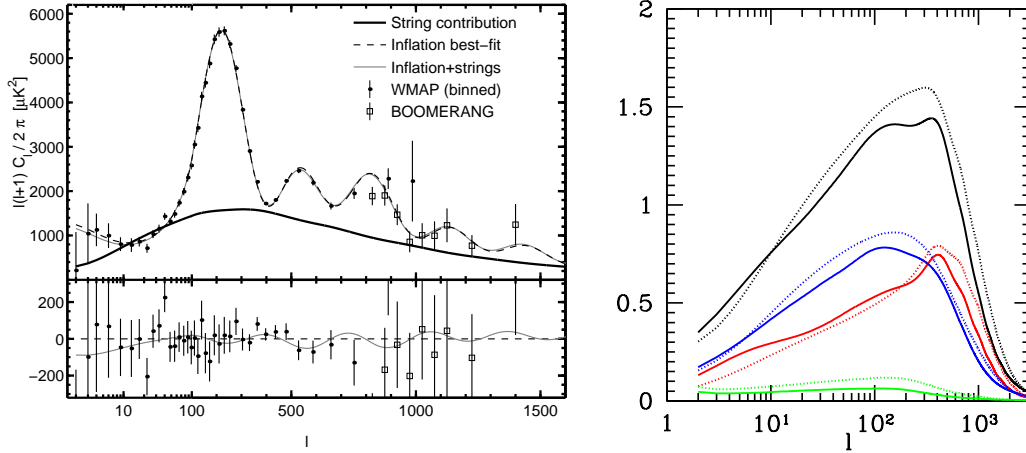 String contribution
Inflation best-fit
Inflation+strings
WMAP (binned)
BOOMERANG
l(l+1) C_l / 2 π [μK²]
6000
5000
4000
3000
2000
1000
200
0
−200
10
100
500
1000
1500
l
2
1.5
1
0.5
0
1
10¹
10²
10³
l